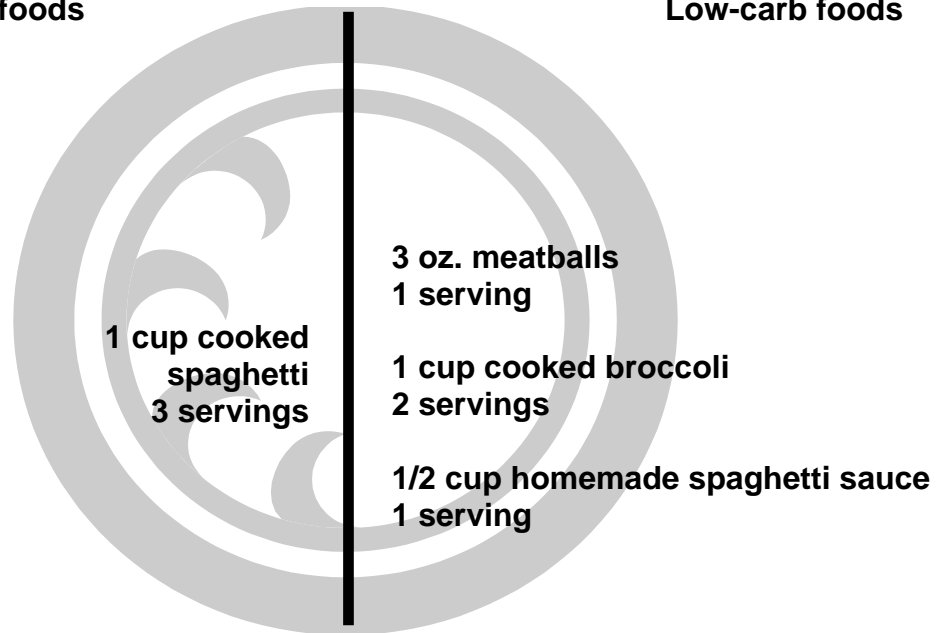 foods
Low-carb foods
1 cup cooked
spaghetti
3 servings
3 oz. meatballs
1 serving
1 cup cooked broccoli
2 servings
1/2 cup homemade spaghetti sauce
1 serving